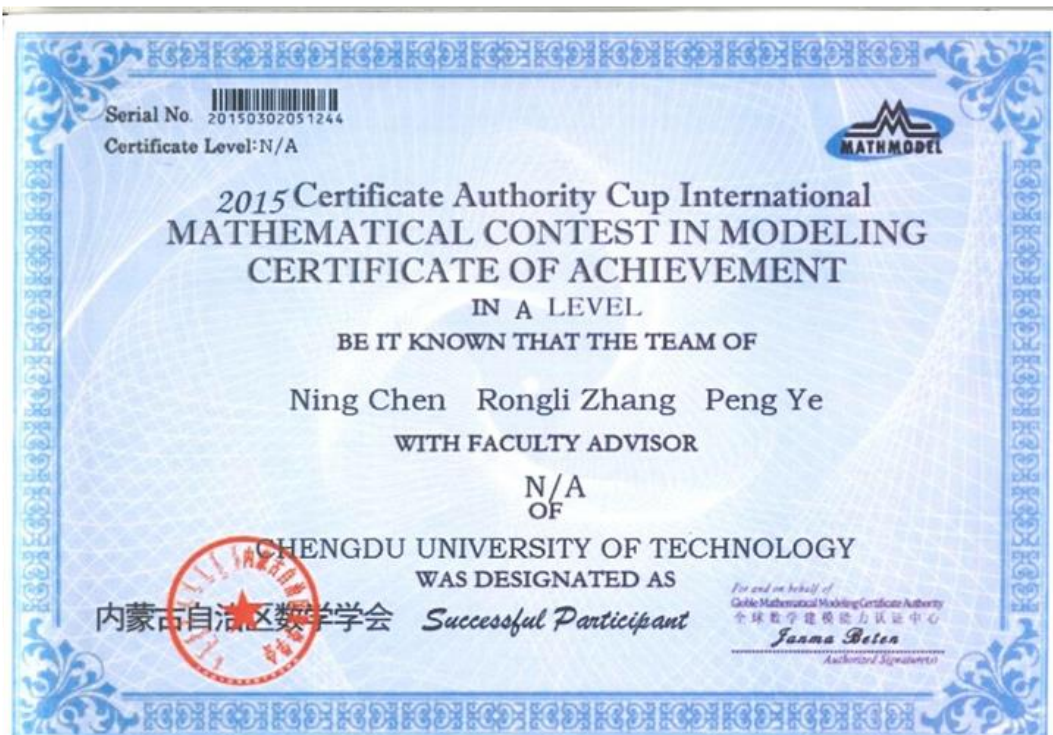 Serial No. 20150302051244
Certificate Level:N/A
MATHMODEL
2015 Certificate Authority Cup International
MATHEMATICAL CONTEST IN MODELING
CERTIFICATE OF ACHIEVEMENT
IN A LEVEL
BE IT KNOWN THAT THE TEAM OF
Ning Chen Rongli Zhang Peng Ye
WITH FACULTY ADVISOR
N/A
OF
CHENGDU UNIVERSITY OF TECHNOLOGY
WAS DESIGNATED AS
内蒙古自治区数学学会
Successful Participant
For and on behalf of
Globle Mathematical Modeling Certificate Authority
全球数学建模能力认证中心
Janma Beten
Authorized Signature(s)